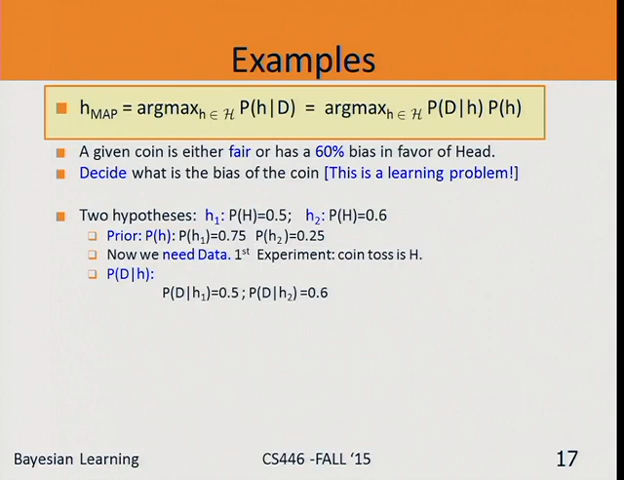 Examples
h_MAP = argmax_h ∈ ℋ P(h|D) = argmax_h ∈ ℋ P(D|h) P(h)
A given coin is either fair or has a 60% bias in favor of Head.
Decide what is the bias of the coin [This is a learning problem!]
Two hypotheses: h₁: P(H)=0.5; h₂: P(H)=0.6
Prior: P(h): P(h₁)=0.75 P(h₂)=0.25
Now we need Data. 1st Experiment: coin toss is H.
P(D|h):
P(D|h₁)=0.5 ; P(D|h₂) =0.6
Bayesian Learning CS446 -FALL ‘15 17